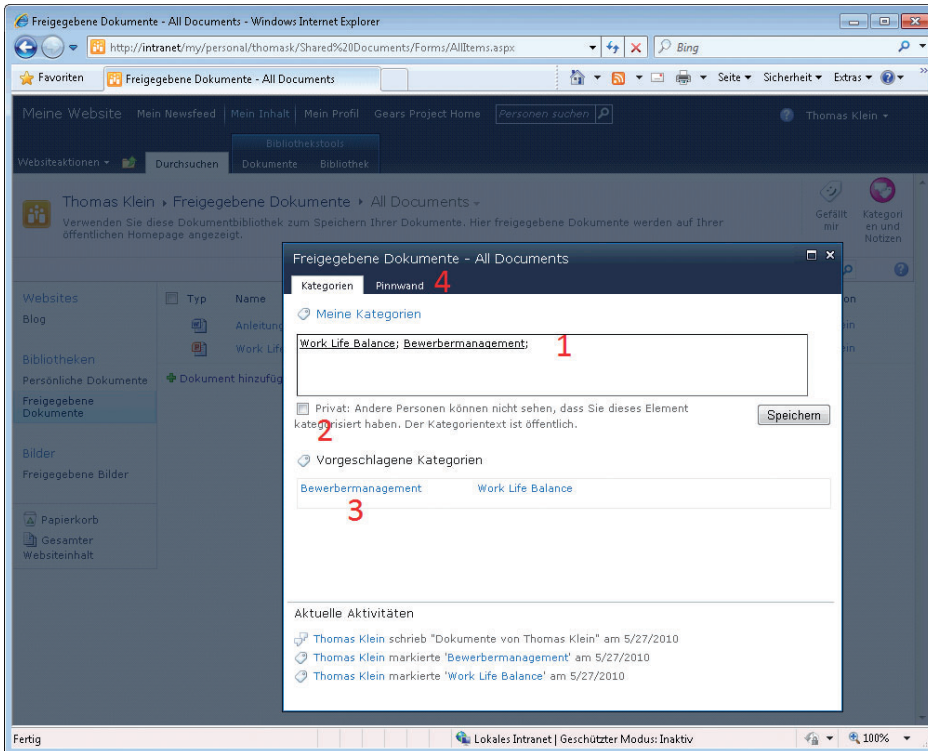 Freigegebene Dokumente - All Documents - Windows Internet Explorer
http://intranet/my/personal/thomask/Shared%20Documents/Forms/AllItems.aspx
Bing
Favoriten
Freigegebene Dokumente - All Documents
Seite
Sicherheit
Extras
Meine Website
Mein Newsfeed
Mein Inhalt
Mein Profil
Gears Project Home
Personen suchen
Thomas Klein
Bibliothekstools
Websiteaktionen
Durchsuchen
Dokumente
Bibliothek
Thomas Klein
Freigegebene Dokumente
All Documents
Verwenden Sie diese Dokumentbibliothek zum Speichern Ihrer Dokumente. Hier freigegebene Dokumente werden auf Ihrer
öffentlichen Homepage angezeigt.
Gefällt
mir
Kategori
en und
Notizen
Websites
Blog
Bibliotheken
Persönliche Dokumente
Freigegebene
Dokumente
Bilder
Freigegebene Bilder
Papierkorb
Gesamter
Websiteinhalt
Typ
Name
on
Anleitung
ein
Work Life
ein
Dokument hinzufüg
Freigegebene Dokumente - All Documents
Kategorien
Pinnwand
4
Meine Kategorien
Work Life Balance; Bewerbermanagement;
1
Privat: Andere Personen können nicht sehen, dass Sie dieses Element
kategorisiert haben. Der Kategorientext ist öffentlich.
2
Speichern
Vorgeschlagene Kategorien
Bewerbermanagement
Work Life Balance
3
Aktuelle Aktivitäten
Thomas Klein schrieb "Dokumente von Thomas Klein" am 5/27/2010
Thomas Klein markierte 'Bewerbermanagement' am 5/27/2010
Thomas Klein markierte 'Work Life Balance' am 5/27/2010
Fertig
Lokales Intranet | Geschützter Modus: Inaktiv
100%